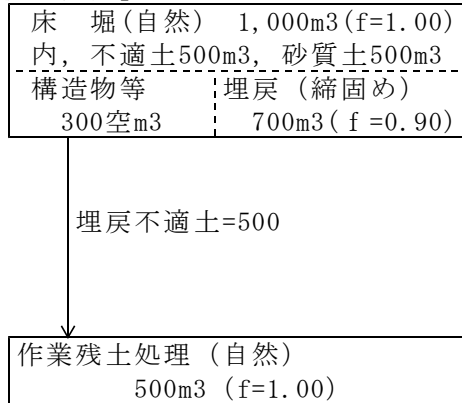 床　掘(自然)　1,000m3(f=1.00)
内，不適土500m3，砂質土500m3
構造物等　埋戻（締固め）
300空m3　700m3(ｆ=0.90)
埋戻不適土=500
作業残土処理（自然）
500m3 (f=1.00)